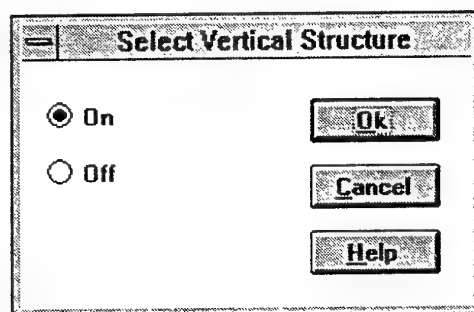 Select Vertical Structure
On
Ok
Off
Cancel
Help